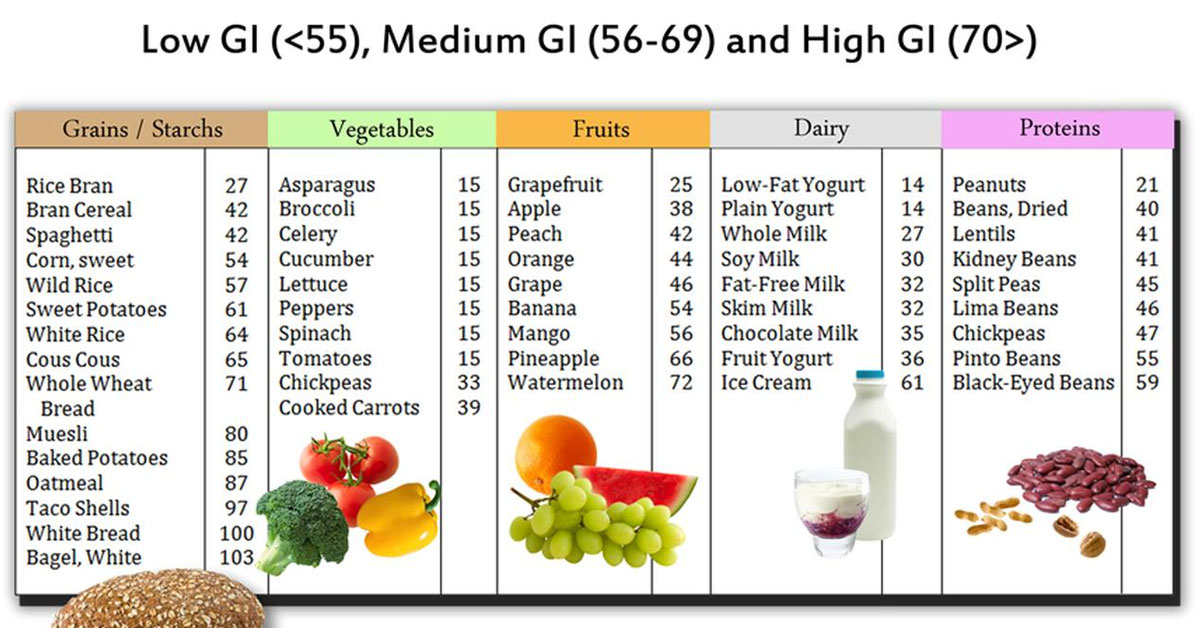 Low GI (<55), Medium GI (56-69) and High GI (70>)
Grains / Starchs
Rice Bran 27
Bran Cereal 42
Spaghetti 42
Corn, sweet 54
Wild Rice 57
Sweet Potatoes 61
White Rice 64
Cous Cous 65
Whole Wheat 71
Bread
Muesli 80
Baked Potatoes 85
Oatmeal 87
Taco Shells 97
White Bread 100
Bagel, White 103
Vegetables
Asparagus 15
Broccoli 15
Celery 15
Cucumber 15
Lettuce 15
Peppers 15
Spinach 15
Tomatoes 15
Chickpeas 33
Cooked Carrots 39
Fruits
Grapefruit 25
Apple 38
Peach 42
Orange 44
Grape 46
Banana 54
Mango 56
Pineapple 66
Watermelon 72
Dairy
Low-Fat Yogurt 14
Plain Yogurt 14
Whole Milk 27
Soy Milk 30
Fat-Free Milk 32
Skim Milk 32
Chocolate Milk 35
Fruit Yogurt 36
Ice Cream 61
Proteins
Peanuts 21
Beans, Dried 40
Lentils 41
Kidney Beans 41
Split Peas 45
Lima Beans 46
Chickpeas 47
Pinto Beans 55
Black-Eyed Beans 59